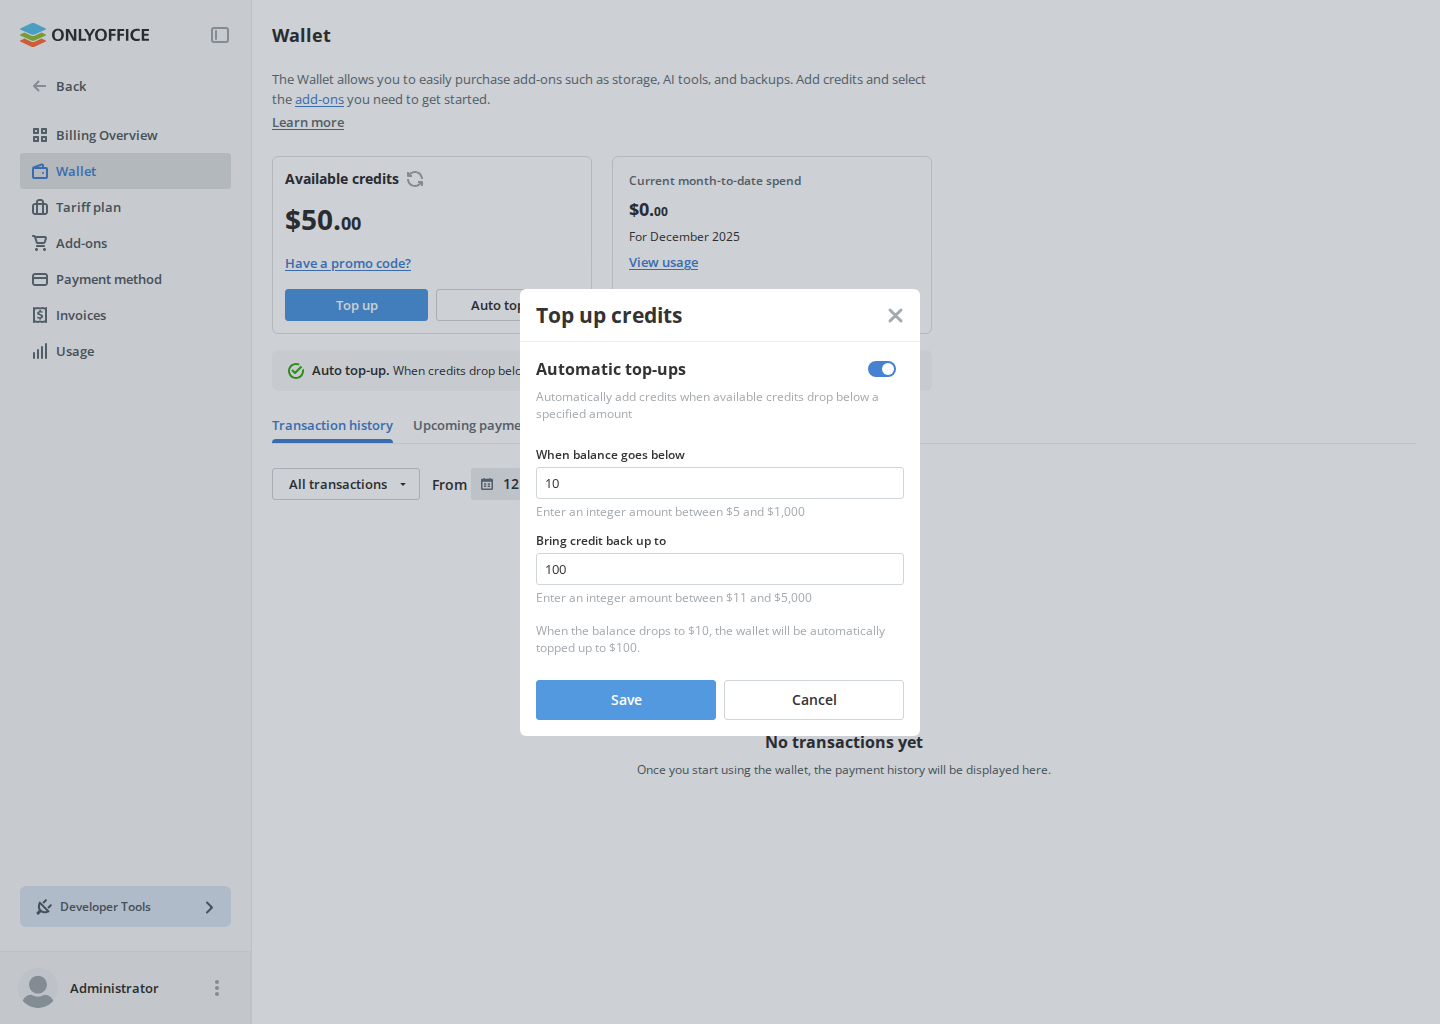 ONLYOFFICE
Back
Billing Overview
Wallet
Tariff plan
Add-ons
Payment method
Invoices
Usage
Developer Tools
Administrator
Wallet
The Wallet allows you to easily purchase add-ons such as storage, AI tools, and backups. Add credits and select
the add-ons you need to get started.
Learn more
Available credits
$50.00
Have a promo code?
Top up
Auto top
Current month-to-date spend
$0.00
For December 2025
View usage
Auto top-up. When credits drop belo
Transaction history
Upcoming payme
All transactions
From
12
No transactions yet
Once you start using the wallet, the payment history will be displayed here.
Top up credits
Automatic top-ups
Automatically add credits when available credits drop below a
specified amount
When balance goes below
10
Enter an integer amount between $5 and $1,000
Bring credit back up to
100
Enter an integer amount between $11 and $5,000
When the balance drops to $10, the wallet will be automatically
topped up to $100.
Save
Cancel